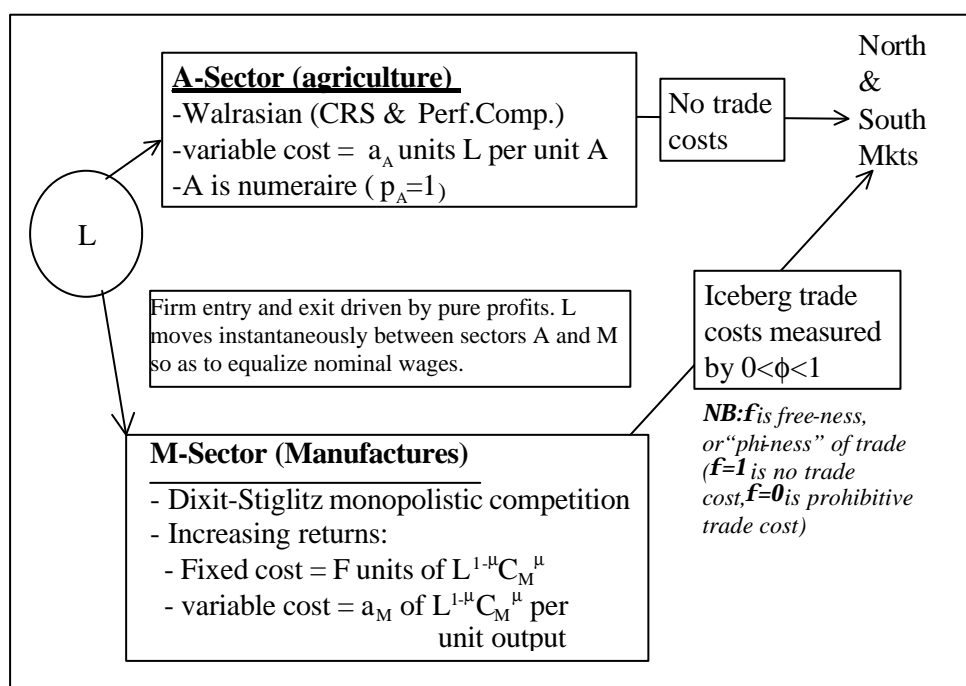 A-Sector (agriculture)
-Walrasian (CRS & Perf.Comp.)
-variable cost = a_A units L per unit A
-A is numeraire ( p_A=1)
No trade
costs
North
&
South
Mkts
L
Firm entry and exit driven by pure profits. L
moves instantaneously between sectors A and M
so as to equalize nominal wages.
Iceberg trade
costs measured
by 0<ϕ<1
NB:f is free-ness,
or“phi-ness” of trade
(f=1 is no trade
cost,f=0 is prohibitive
trade cost)
M-Sector (Manufactures)
- Dixit-Stiglitz monopolistic competition
- Increasing returns:
- Fixed cost = F units of L^{1-μ}C_M^μ
- variable cost = a_M of L^{1-μ}C_M^μ per
unit output